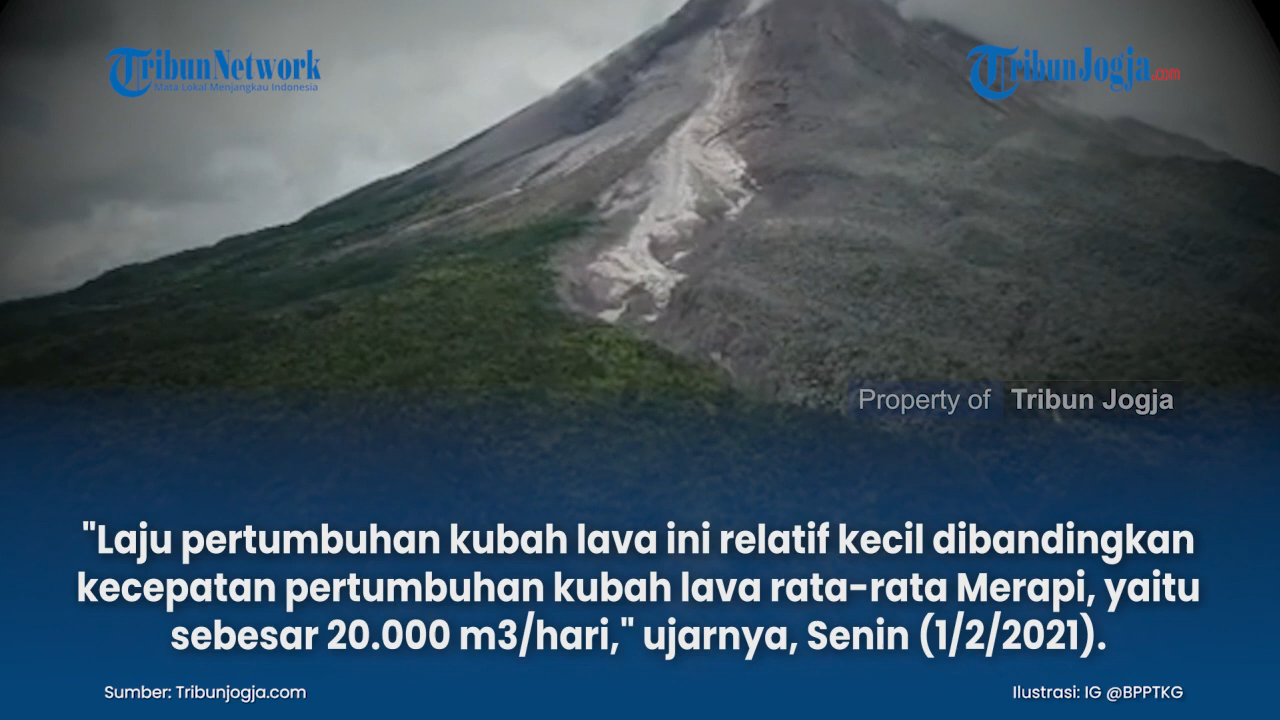 TribunNetwork
Mata Lokal Menjangkau Indonesia
TribunJogja.com
Property of Tribun Jogja
"Laju pertumbuhan kubah lava ini relatif kecil dibandingkan
kecepatan pertumbuhan kubah lava rata-rata Merapi, yaitu
sebesar 20.000 m3/hari," ujarnya, Senin (1/2/2021).
Sumber: Tribunjogja.com
Ilustrasi: IG @BPPTKG